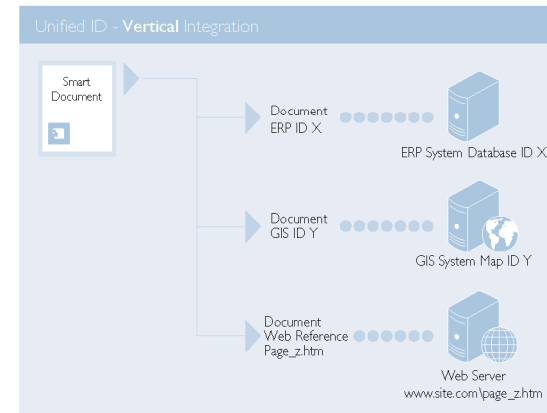 Unified ID - Vertical Integration
Smart
Document
Document
ERP ID X
ERP System Database ID X
Document
GIS ID Y
GIS System Map ID Y
Document
Web Reference
Page_z.htm
Web Server
www.site.com\page_z.htm